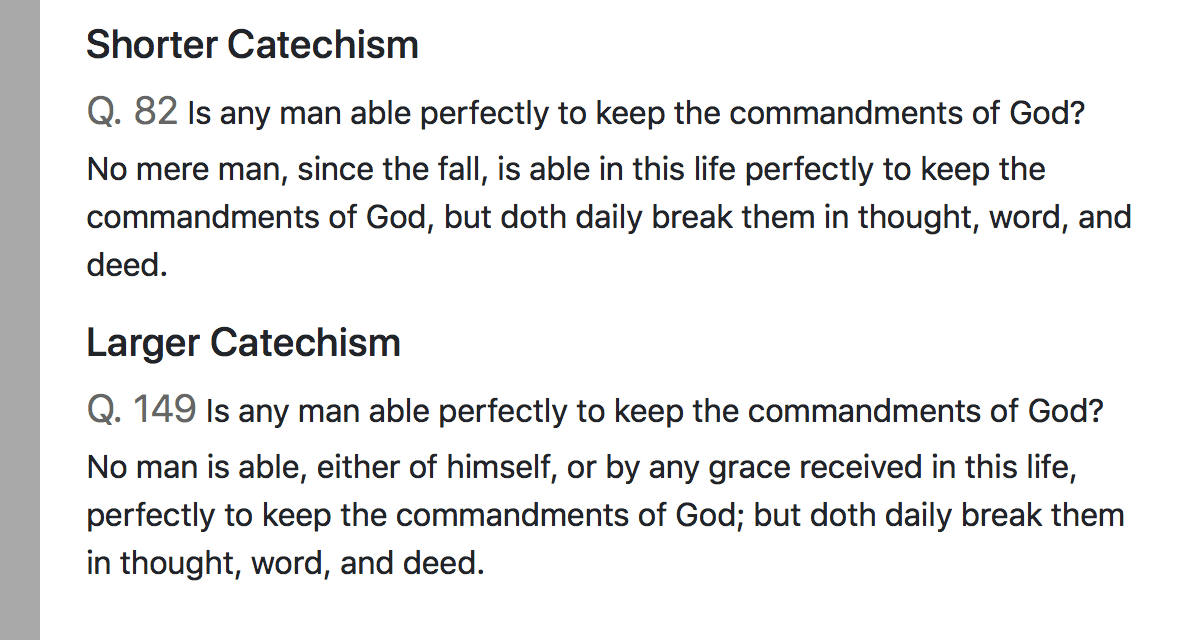 Shorter Catechism
Q. 82 Is any man able perfectly to keep the commandments of God?
No mere man, since the fall, is able in this life perfectly to keep the
commandments of God, but doth daily break them in thought, word, and
deed.
Larger Catechism
Q. 149 Is any man able perfectly to keep the commandments of God?
No man is able, either of himself, or by any grace received in this life,
perfectly to keep the commandments of God; but doth daily break them
in thought, word, and deed.